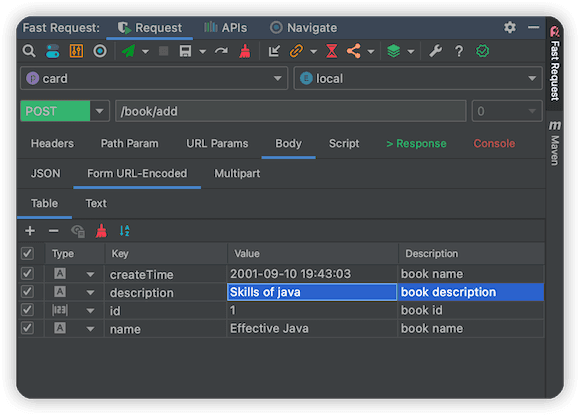 Fast Request: Request APIs Navigate
card local
POST /book/add 0
Headers Path Param URL Params Body Script > Response Console
JSON Form URL-Encoded Multipart
Table Text
Type Key Value Description
A createTime 2001-09-10 19:43:03 book name
A description Skills of java book description
123 id 1 book id
A name Effective Java book name
Fast Request
Maven